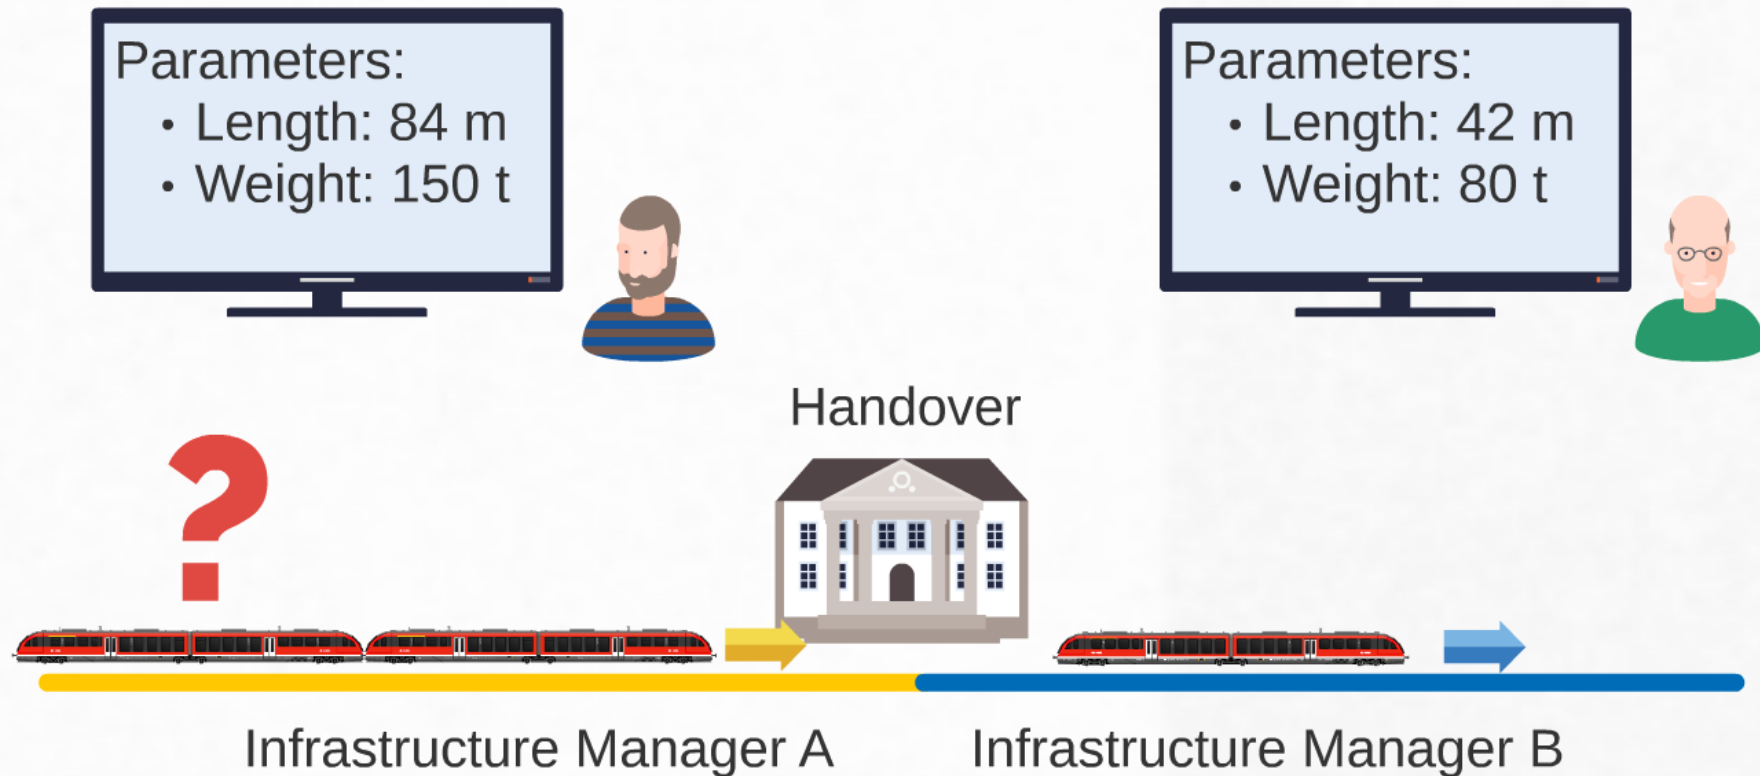 Parameters:
• Length: 84 m
• Weight: 150 t
Parameters:
• Length: 42 m
• Weight: 80 t
Handover
?
Infrastructure Manager A
Infrastructure Manager B